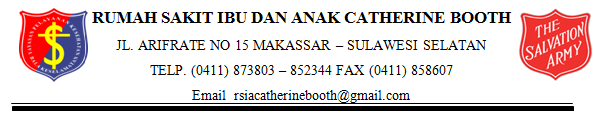 RUMAH SAKIT IBU DAN ANAK CATHERINE BOOTH
JL. ARIFRATE NO 15 MAKASSAR – SULAWESI SELATAN
TELP. (0411) 873803 – 852344 FAX (0411) 858607
Email rsiacatherinebooth@gmail.com
THE
SALVATION
ARMY